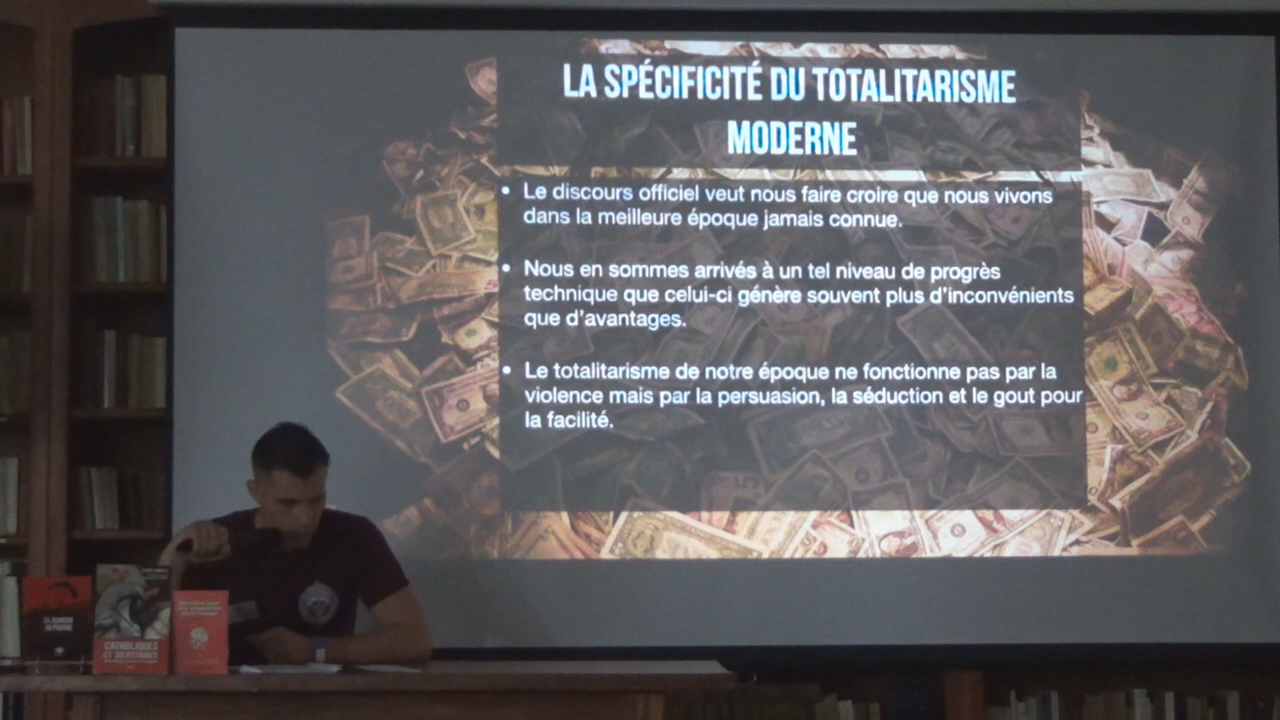 LA SPÉCIFICITÉ DU TOTALITARISME
MODERNE
• Le discours officiel veut nous faire croire que nous vivons
dans la meilleure époque jamais connue.
• Nous en sommes arrivés à un tel niveau de progrès
technique que celui-ci génère souvent plus d'inconvénients
que d'avantages.
• Le totalitarisme de notre époque ne fonctionne pas par la
violence mais par la persuasion, la séduction et le gout pour
la facilité.
CATHOLIQUES
ET IDENTITAIRES